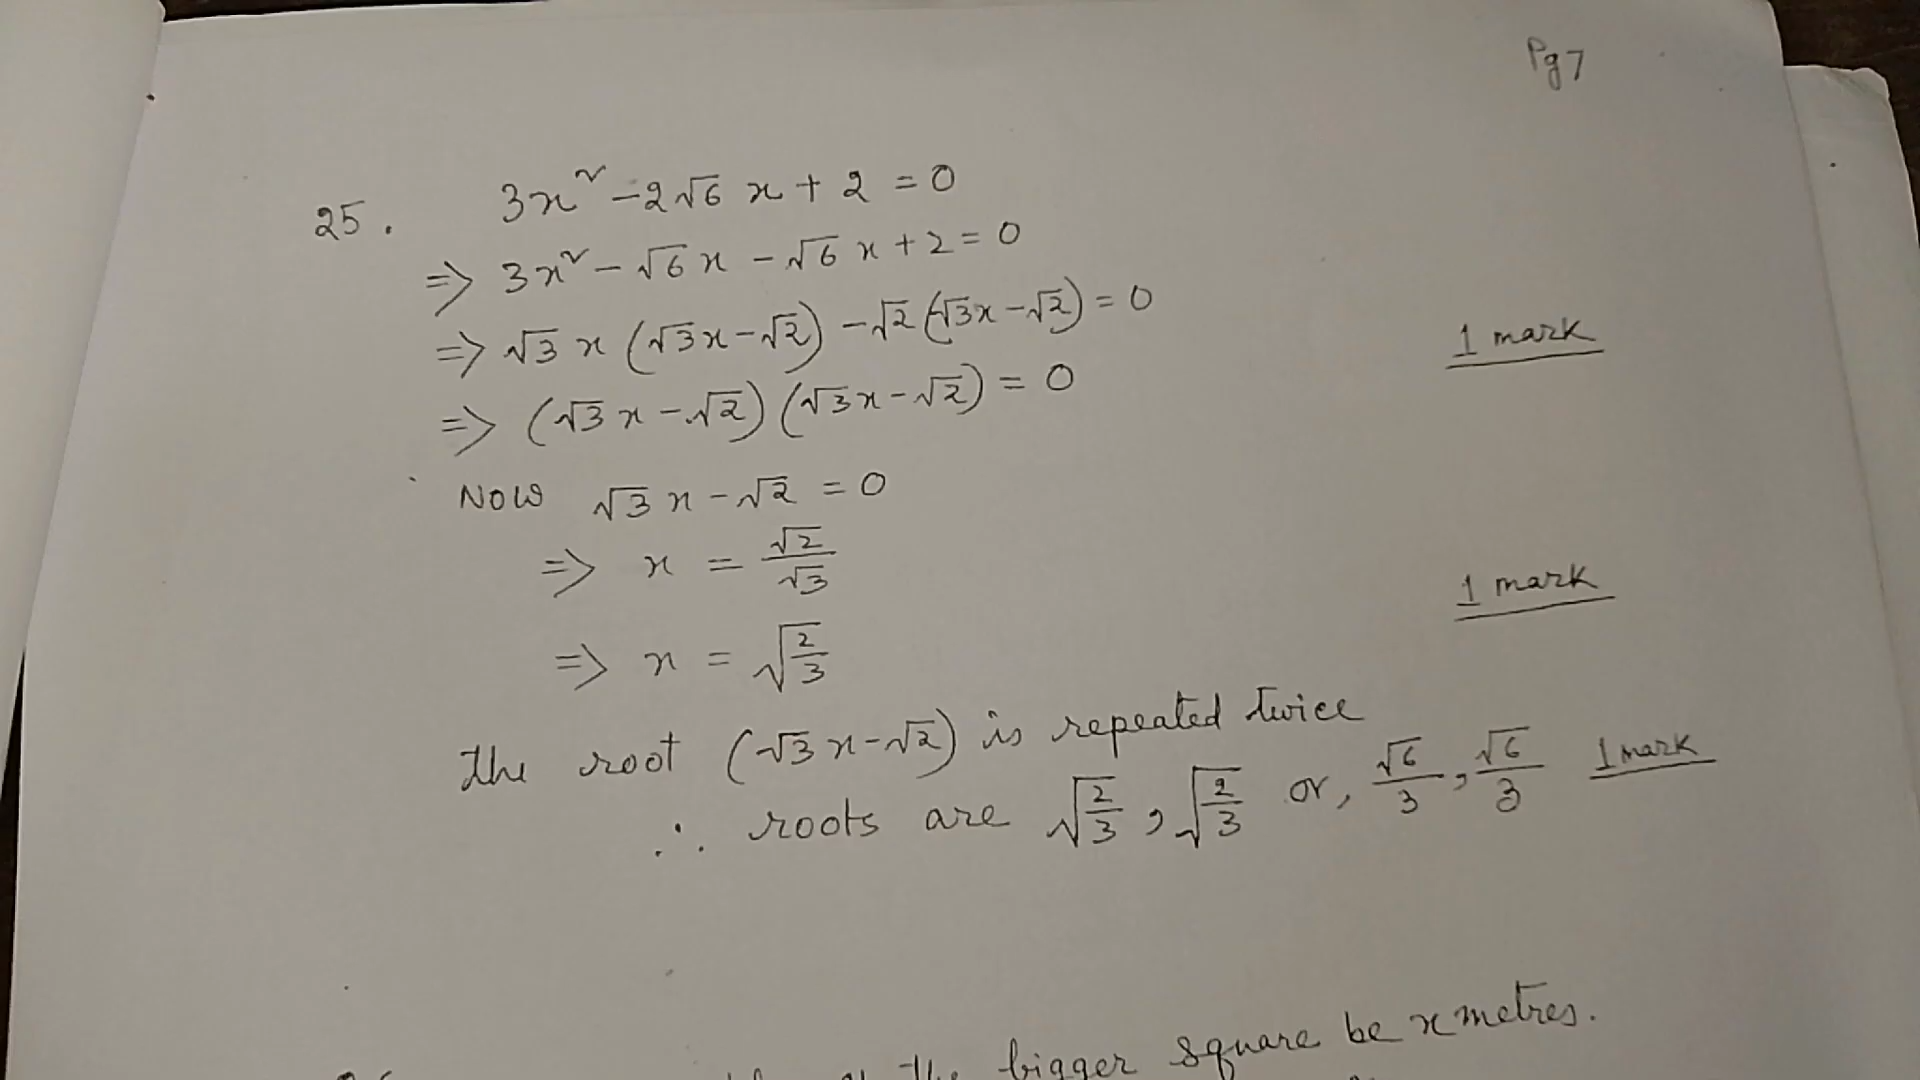 Pg 7
25. 3x² - 2√6 x + 2 = 0
=> 3x² - √6x - √6 x + 2 = 0
=> √3 x (√3x - √2) - √2 (√3x - √2) = 0
1 mark
=> (√3 x - √2) (√3x - √2) = 0
Now √3 x - √2 = 0
=> x = √2/√3
1 mark
=> x = √(2/3)
The root (√3 x - √2) is repeated twice
∴ roots are √(2/3), √(2/3) or, √6/3, √6/3 1 mark
the bigger square be x metres.